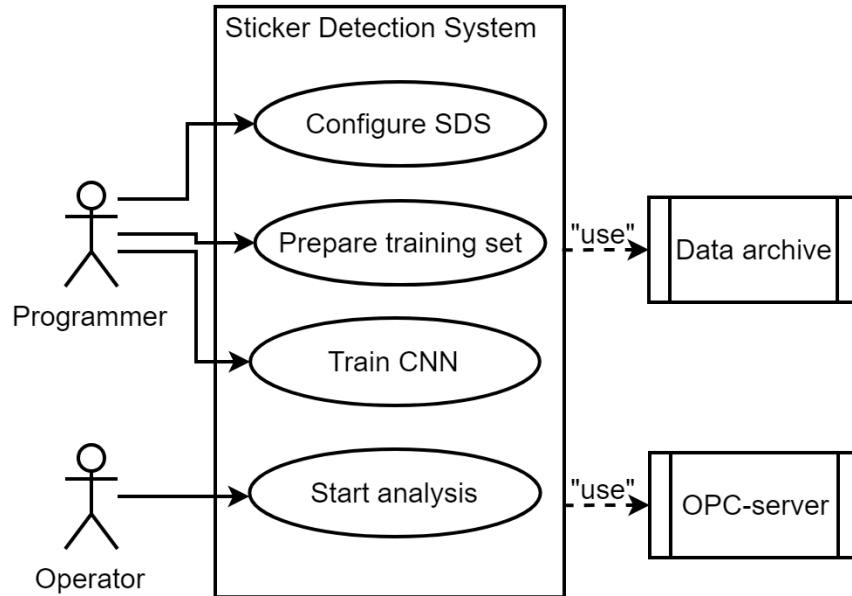 Sticker Detection System
Configure SDS
Prepare training set
"use"
Data archive
Programmer
Train CNN
Start analysis
"use"
OPC-server
Operator